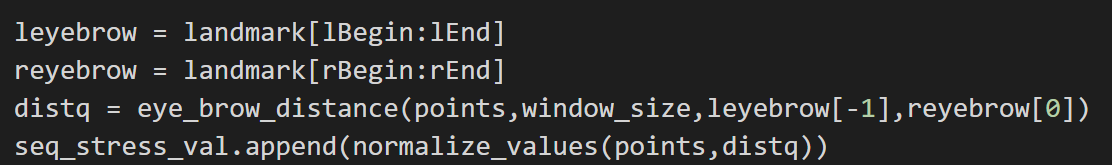 leyebrow = landmark[lBegin:lEnd]
reyebrow = landmark[rBegin:rEnd]
distq = eye_brow_distance(points,window_size,leyebrow[-1],reyebrow[0])
seq_stress_val.append(normalize_values(points,distq))